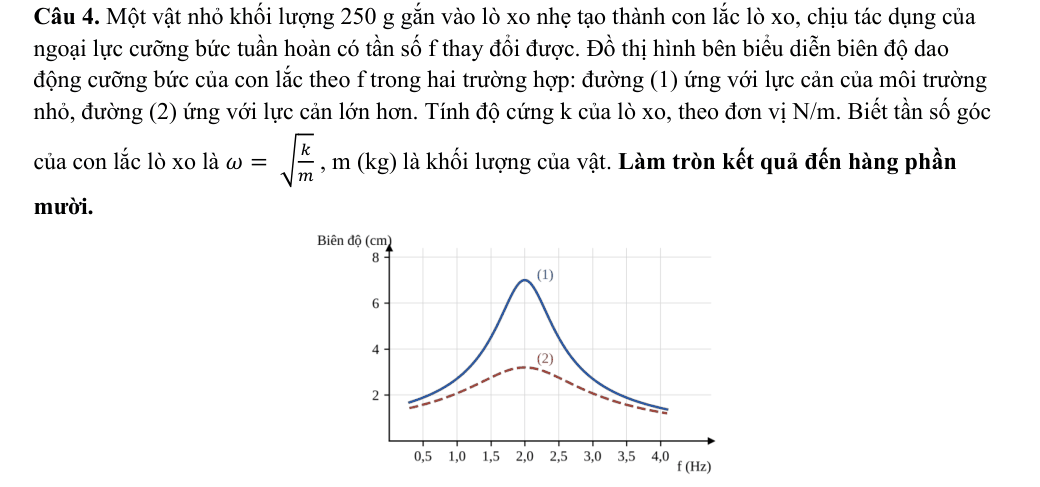 Câu 4. Một vật nhỏ khối lượng 250 g gắn vào lò xo nhẹ tạo thành con lắc lò xo, chịu tác dụng của
ngoại lực cưỡng bức tuần hoàn có tần số f thay đổi được. Đồ thị hình bên biểu diễn biên độ dao
động cưỡng bức của con lắc theo f trong hai trường hợp: đường (1) ứng với lực cản của môi trường
nhỏ, đường (2) ứng với lực cản lớn hơn. Tính độ cứng k của lò xo, theo đơn vị N/m. Biết tần số góc
của con lắc lò xo là ω = √(k/m) , m (kg) là khối lượng của vật. Làm tròn kết quả đến hàng phần
mười.
Biên độ (cm)
8
(1)
6
4
(2)
2
0,5 1,0 1,5 2,0 2,5 3,0 3,5 4,0
f (Hz)